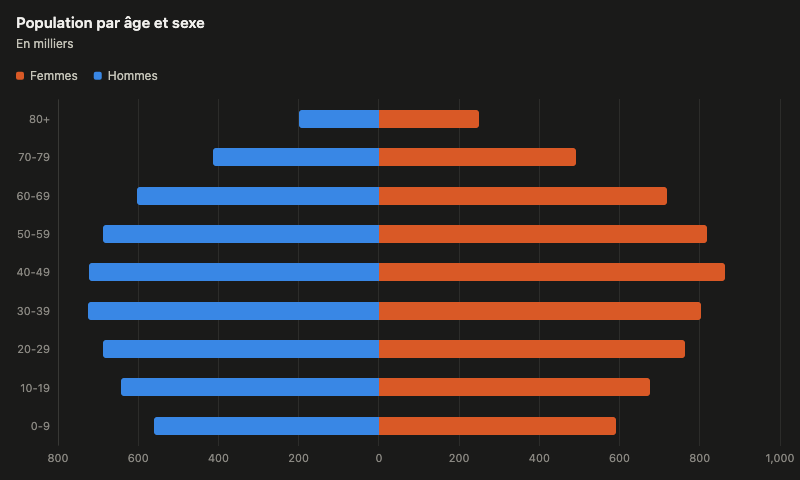 Population par âge et sexe
En milliers
Femmes Hommes
80+
70-79
60-69
50-59
40-49
30-39
20-29
10-19
0-9
800 600 400 200 0 200 400 600 800 1,000